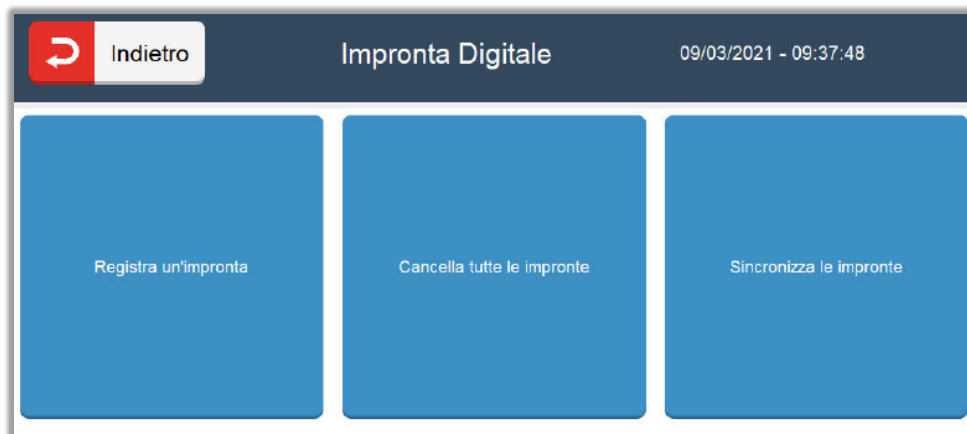 Indietro
Impronta Digitale
09/03/2021 - 09:37:48
Registra un'impronta
Cancella tutte le impronte
Sincronizza le impronte